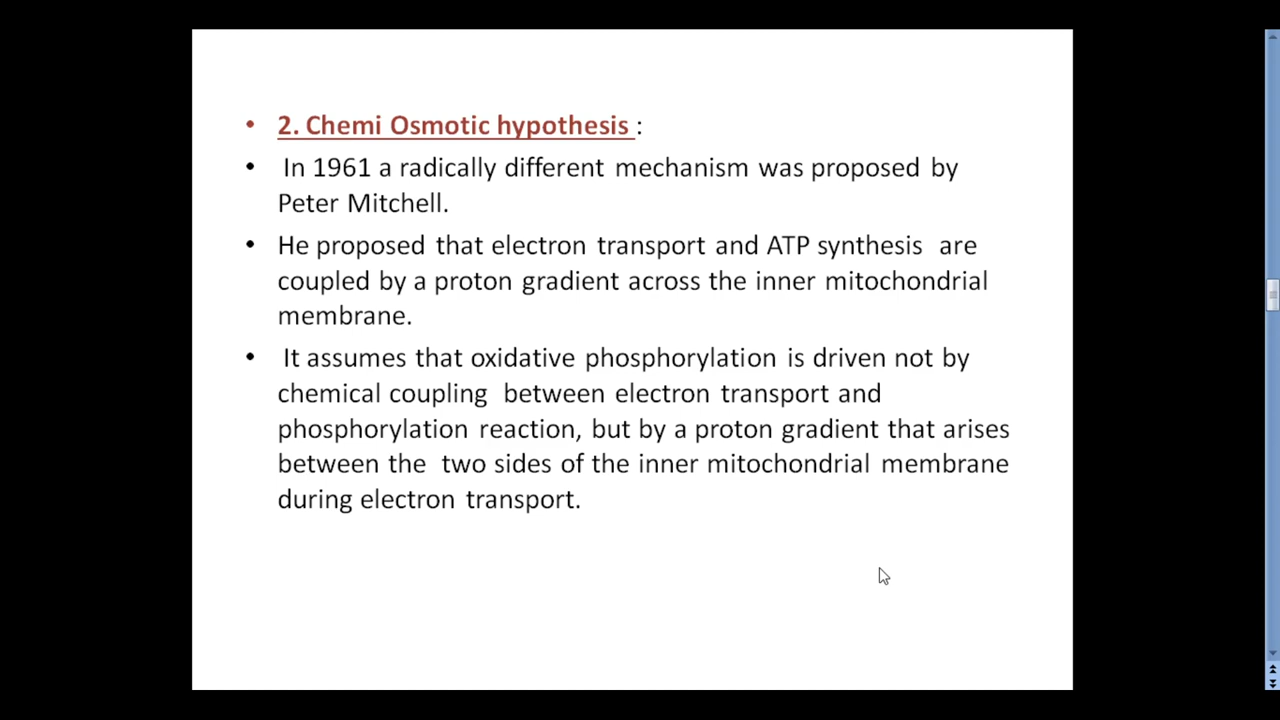 • 2. Chemi Osmotic hypothesis :
• In 1961 a radically different mechanism was proposed by
Peter Mitchell.
• He proposed that electron transport and ATP synthesis are
coupled by a proton gradient across the inner mitochondrial
membrane.
• It assumes that oxidative phosphorylation is driven not by
chemical coupling between electron transport and
phosphorylation reaction, but by a proton gradient that arises
between the two sides of the inner mitochondrial membrane
during electron transport.